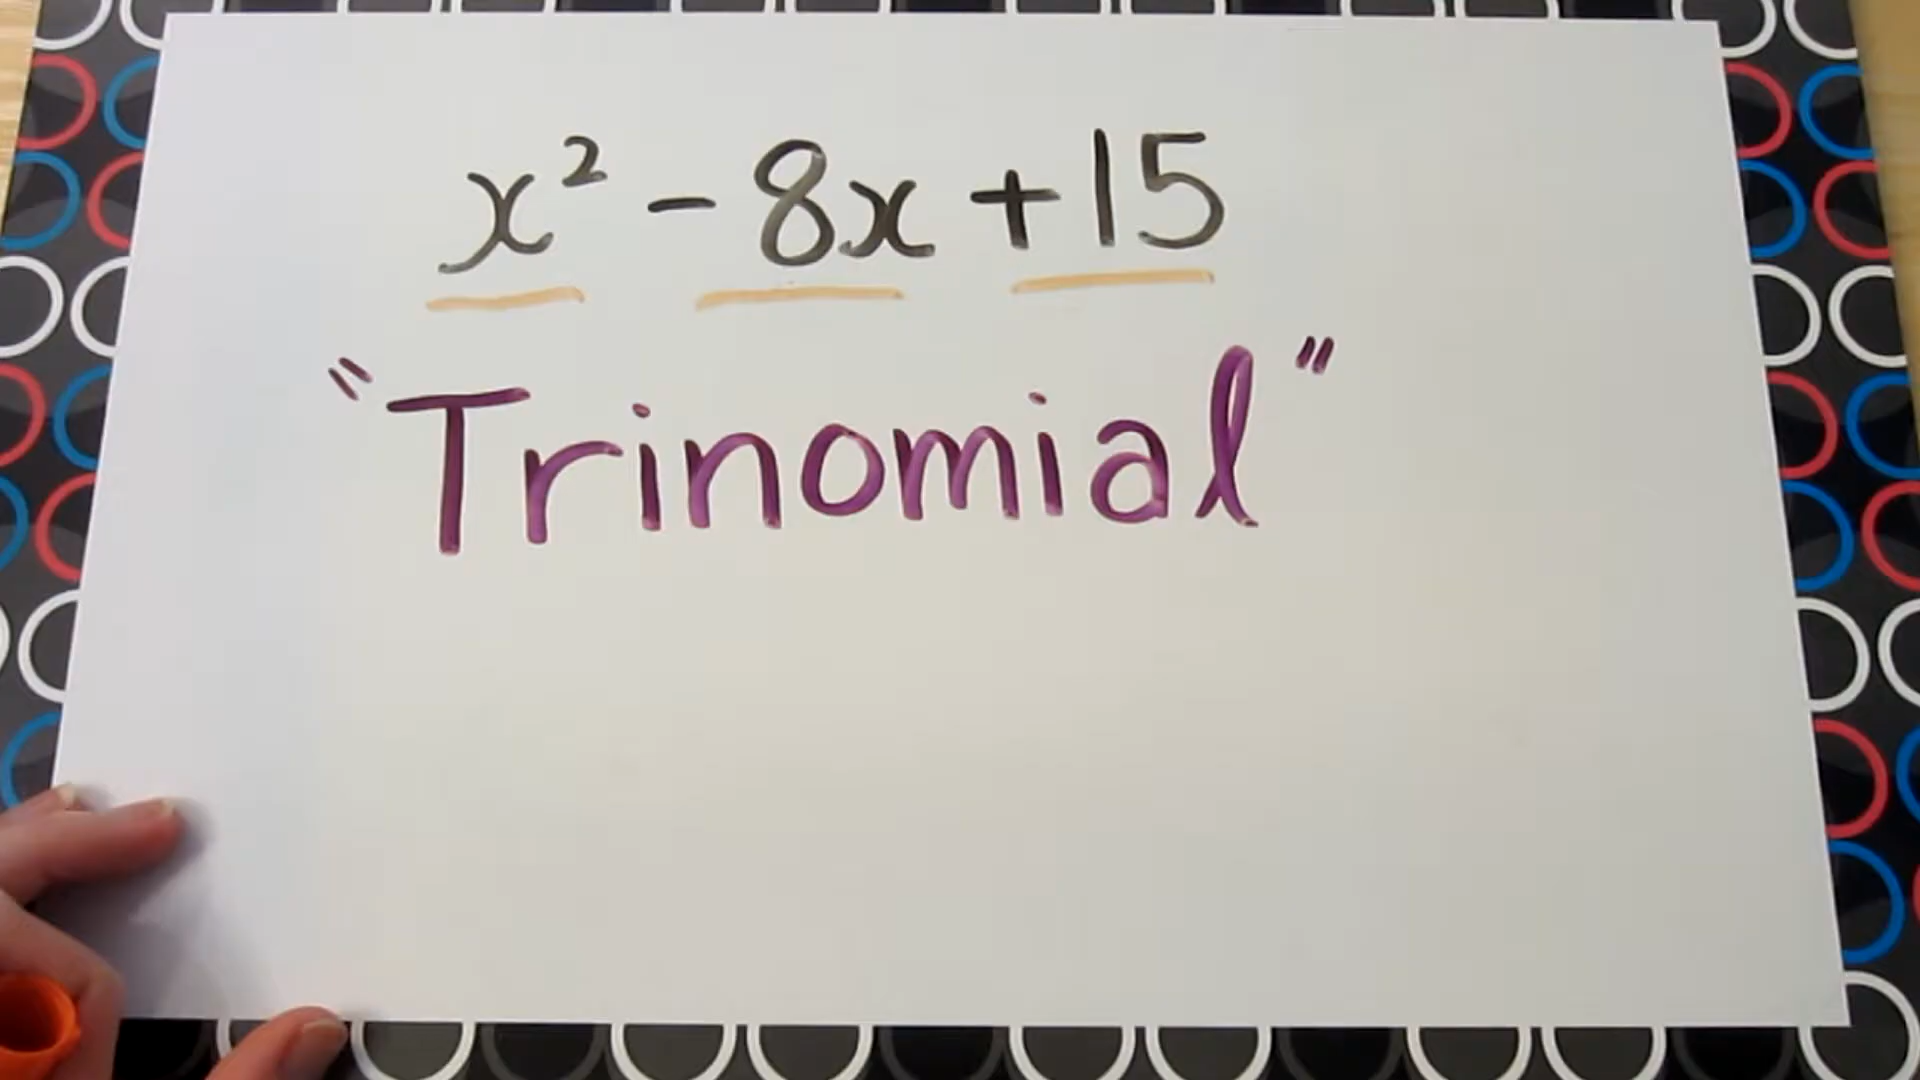 x² - 8x + 15
"Trinomial"